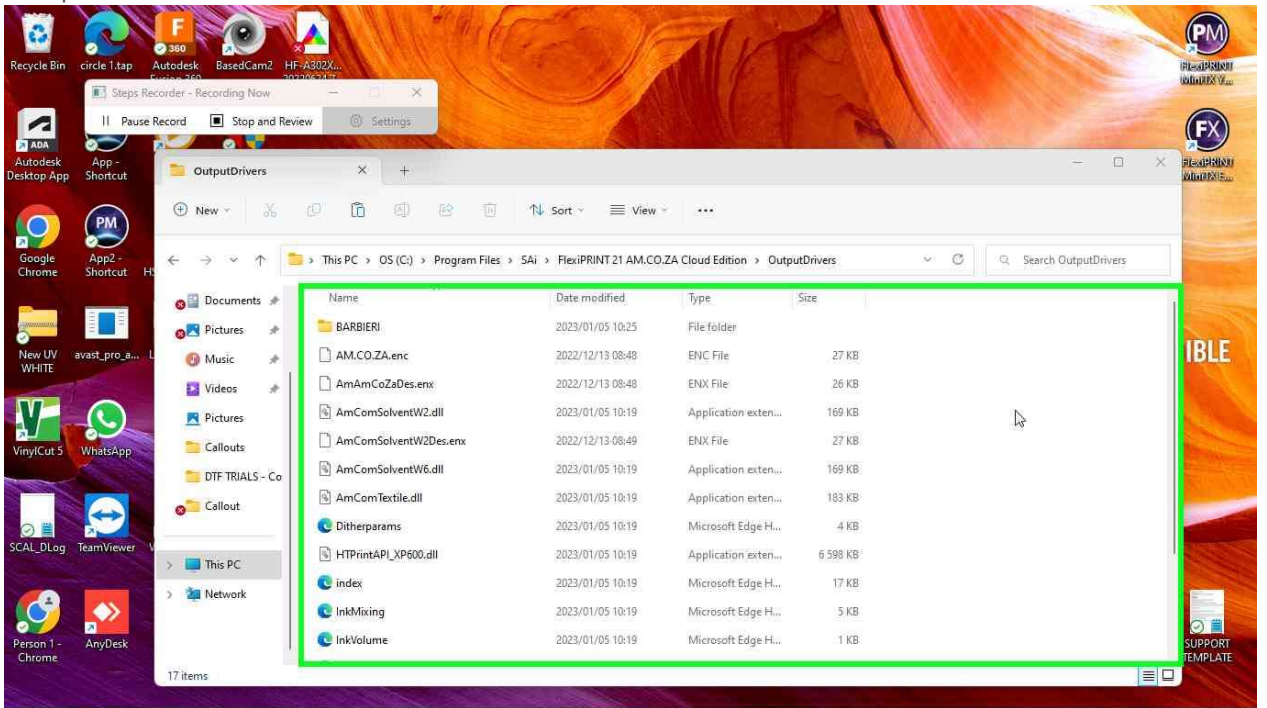 Recycle Bin
circle 1.tap
Autodesk
BasedCam2
HF-A302X...
Steps Recorder - Recording Now
Pause Record
Stop and Review
Settings
ADA
Autodesk
Desktop App
App -
Shortcut
OutputDrivers
New
Sort
View
Google
Chrome
PM
App2 -
Shortcut
This PC > OS (C:) > Program Files > SAi > FlexiPRINT 21 AM.CO.ZA Cloud Edition > OutputDrivers
Search OutputDrivers
Documents
Pictures
Music
Videos
Pictures
Callouts
DTF TRIALS - Co
Callout
This PC
Network
Name Date modified Type Size
BARBIERI 2023/01/05 10:25 File folder
AM.CO.ZA.enc 2022/12/13 08:48 ENC File 27 KB
AmAmCoZaDes.enx 2022/12/13 08:48 ENX File 26 KB
AmComSolventW2.dll 2023/01/05 10:19 Application exten... 169 KB
AmComSolventW2Des.enx 2022/12/13 08:49 ENX File 27 KB
AmComSolventW6.dll 2023/01/05 10:19 Application exten... 169 KB
AmComTextile.dll 2023/01/05 10:19 Application exten... 183 KB
Ditherparams 2023/01/05 10:19 Microsoft Edge H... 4 KB
HTPrintAPI_XP600.dll 2023/01/05 10:19 Application exten... 6 598 KB
index 2023/01/05 10:19 Microsoft Edge H... 17 KB
InkMixing 2023/01/05 10:19 Microsoft Edge H... 5 KB
InkVolume 2023/01/05 10:19 Microsoft Edge H... 1 KB
17 items
New UV
WHITE
avast_pro_a...
VinylCut 5
WhatsApp
SCAL_DLog
TeamViewer
Person 1 -
Chrome
AnyDesk
PM
FlexiPRINT
FX
FlexiPRINT
IBLE
SUPPORT
TEMPLATE